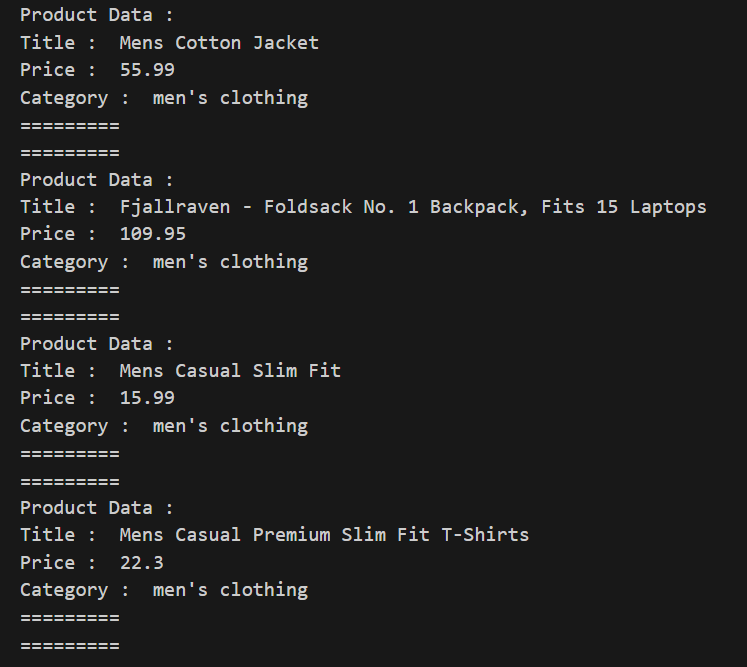 Product Data :
Title :  Mens Cotton Jacket
Price :  55.99
Category :  men's clothing
=========
=========
Product Data :
Title :  Fjallraven - Foldsack No. 1 Backpack, Fits 15 Laptops
Price :  109.95
Category :  men's clothing
=========
=========
Product Data :
Title :  Mens Casual Slim Fit
Price :  15.99
Category :  men's clothing
=========
=========
Product Data :
Title :  Mens Casual Premium Slim Fit T-Shirts
Price :  22.3
Category :  men's clothing
=========
=========